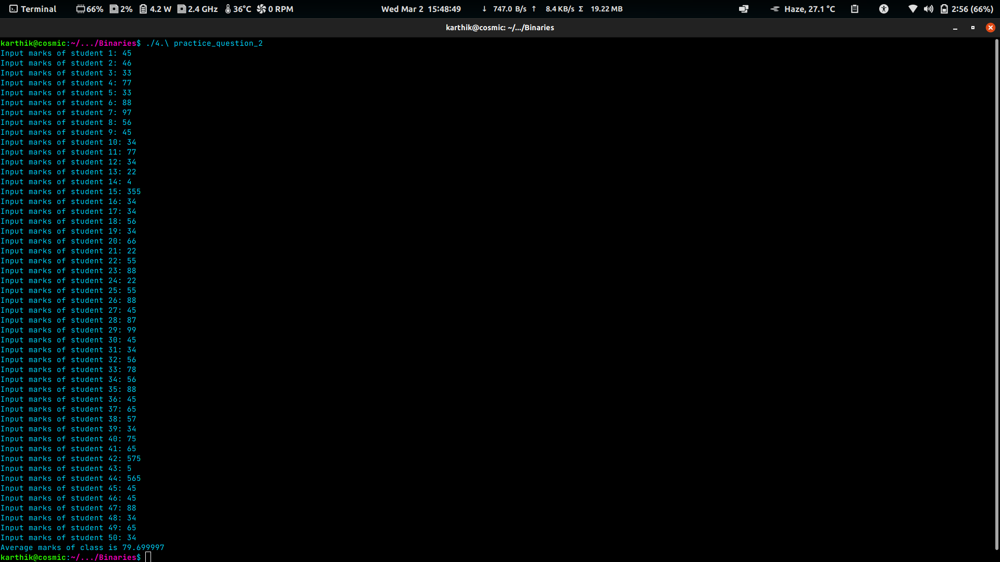 Terminal 66% 2% 4.2 W 2.4 GHz 36°C 0 RPM Wed Mar 2 15:48:49 ↓ 747.0 B/s ↑ 8.4 KB/s Σ 19.22 MB Haze, 27.1 °C 2:56 (66%)
karthik@cosmic: ~/.../Binaries
karthik@cosmic:~/.../Binaries$ ./4.\ practice_question_2
Input marks of student 1: 45
Input marks of student 2: 46
Input marks of student 3: 33
Input marks of student 4: 77
Input marks of student 5: 33
Input marks of student 6: 88
Input marks of student 7: 97
Input marks of student 8: 56
Input marks of student 9: 45
Input marks of student 10: 34
Input marks of student 11: 77
Input marks of student 12: 34
Input marks of student 13: 22
Input marks of student 14: 4
Input marks of student 15: 355
Input marks of student 16: 34
Input marks of student 17: 34
Input marks of student 18: 56
Input marks of student 19: 34
Input marks of student 20: 66
Input marks of student 21: 22
Input marks of student 22: 55
Input marks of student 23: 88
Input marks of student 24: 22
Input marks of student 25: 55
Input marks of student 26: 88
Input marks of student 27: 45
Input marks of student 28: 87
Input marks of student 29: 99
Input marks of student 30: 45
Input marks of student 31: 34
Input marks of student 32: 56
Input marks of student 33: 78
Input marks of student 34: 56
Input marks of student 35: 88
Input marks of student 36: 45
Input marks of student 37: 65
Input marks of student 38: 57
Input marks of student 39: 34
Input marks of student 40: 75
Input marks of student 41: 65
Input marks of student 42: 575
Input marks of student 43: 5
Input marks of student 44: 565
Input marks of student 45: 45
Input marks of student 46: 45
Input marks of student 47: 88
Input marks of student 48: 34
Input marks of student 49: 65
Input marks of student 50: 34
Average marks of class is 79.699997
karthik@cosmic:~/.../Binaries$